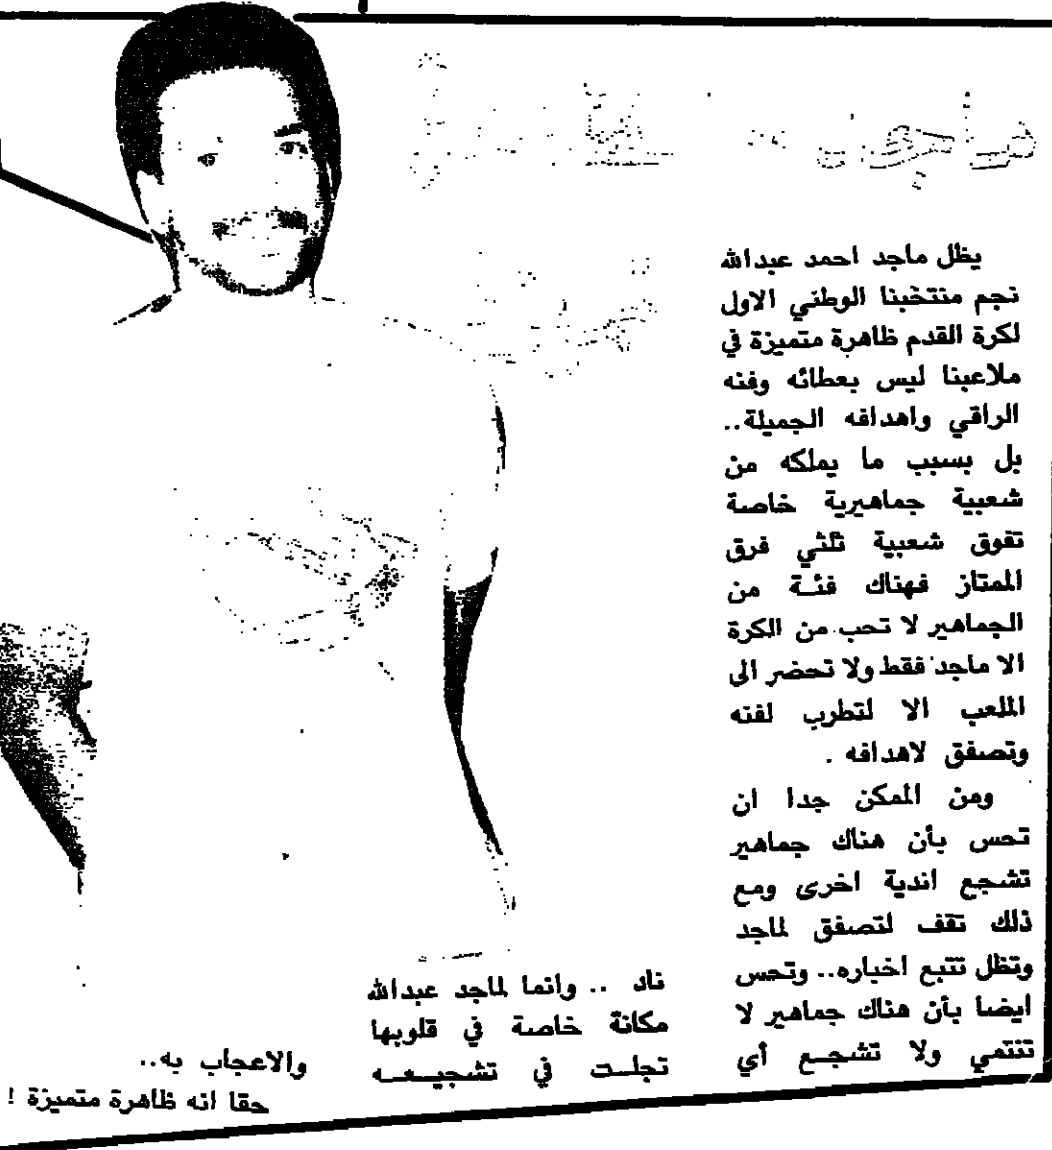 ماجد
يظل ماجد احمد عبدالله
نجم منتخبنا الوطني الاول
لكرة القدم ظاهرة متميزة في
ملاعبنا ليس بعطائه وفنه
الراقي واهدافه الجميلة..
بل بسبب ما يملكه من
شعبية جماهيرية خاصة
تفوق شعبية ثلثي فرق
الممتاز فهناك فئة من
الجماهير لا تحب من الكرة
الا ماجد فقط ولا تحضر الى
الملعب الا لتطرب لفنه
وتصفق لاهدافه .
ومن الممكن جدا ان
تحس بأن هناك جماهير
تشجع اندية اخرى ومع
ذلك تقف لتصفق لماجد
وتظل تتبع اخباره.. وتحس
ايضا بأن هناك جماهير لا
تنتمي ولا تشجع أي
ناد .. وانما لماجد عبدالله
مكانة خاصة في قلوبها
تجلت في تشجيعه
والاعجاب به..
حقا انه ظاهرة متميزة !